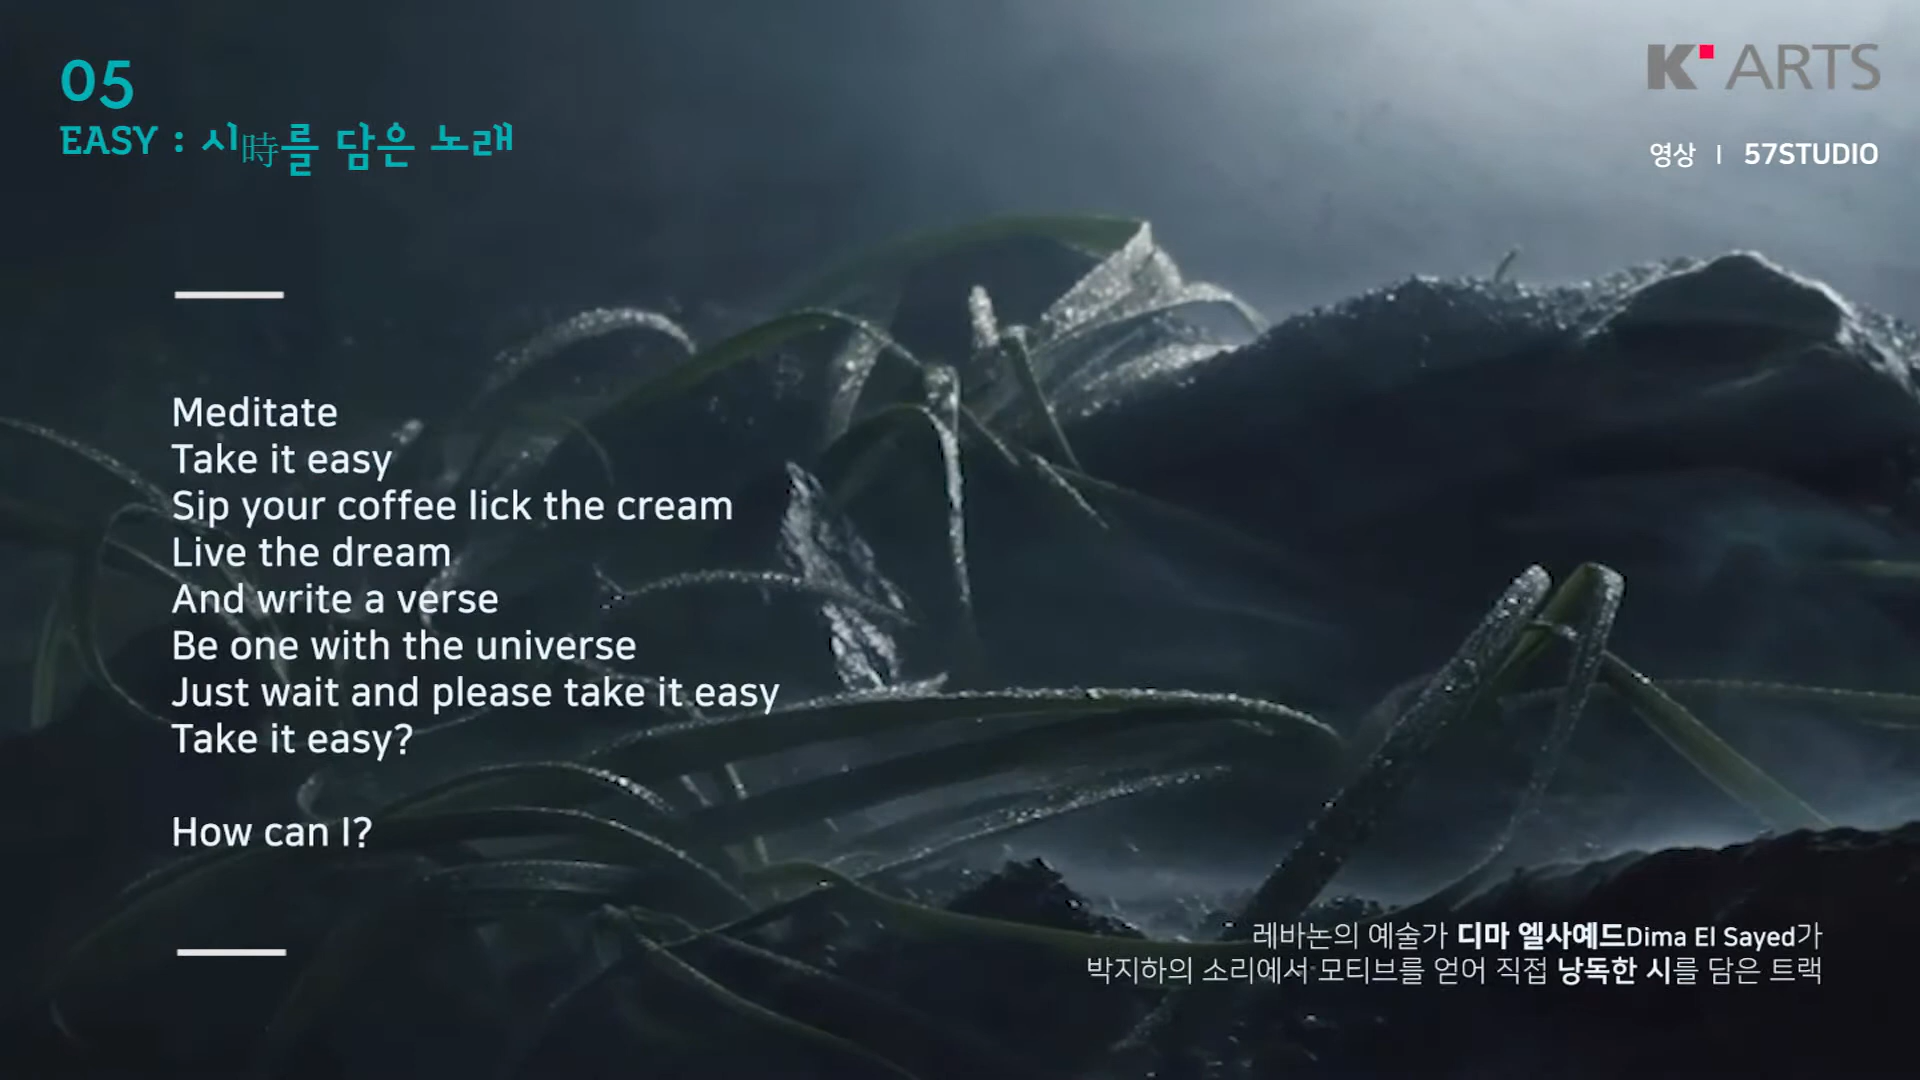 05
EASY : 시時를 담은 노래
K ARTS
영상 | 57STUDIO
Meditate
Take it easy
Sip your coffee lick the cream
Live the dream
And write a verse
Be one with the universe
Just wait and please take it easy
Take it easy?
How can I?
레바논의 예술가 디마 엘사예드Dima El Sayed가
박지하의 소리에서 모티브를 얻어 직접 낭독한 시를 담은 트랙